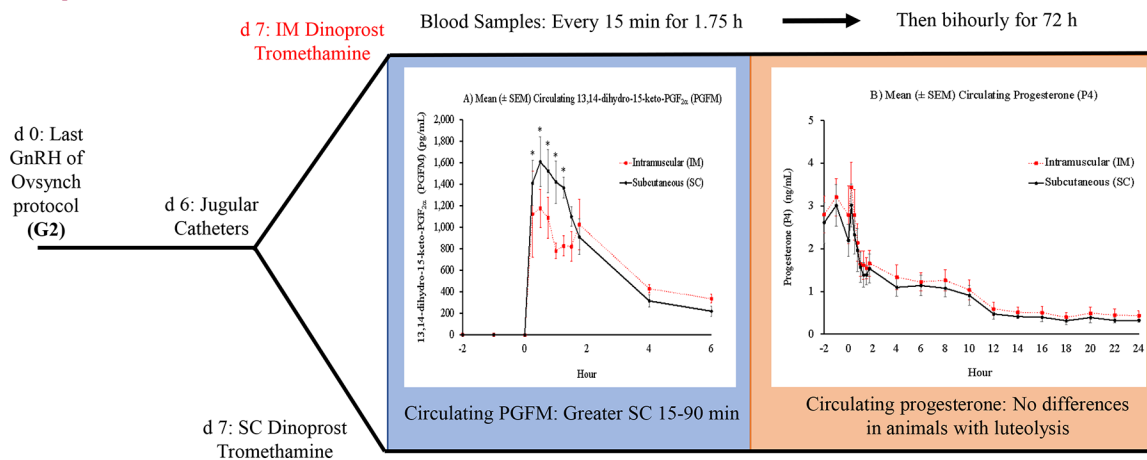 d 7: IM Dinoprost
Tromethamine
Blood Samples: Every 15 min for 1.75 h
Then bihourly for 72 h
d 0: Last
GnRH of
Ovsynch
protocol
(G2)
d 6: Jugular
Catheters
d 7: SC Dinoprost
Tromethamine
A) Mean (± SEM) Circulating 13,14-dihydro-15-keto-PGF2α (PGFM)
13,14-dihydro-15-keto-PGF2α (PGFM) (pg/mL)
2,000
1,800
1,600
1,400
1,200
1,000
800
600
400
200
0
* * * * *
Intramuscular (IM)
Subcutaneous (SC)
-2 0 2 4 6
Hour
Circulating PGFM: Greater SC 15-90 min
B) Mean (± SEM) Circulating Progesterone (P4)
Progesterone (P4) (ng/mL)
5
4
3
2
1
0
Intramuscular (IM)
Subcutaneous (SC)
-2 0 2 4 6 8 10 12 14 16 18 20 22 24
Hour
Circulating progesterone: No differences
in animals with luteolysis